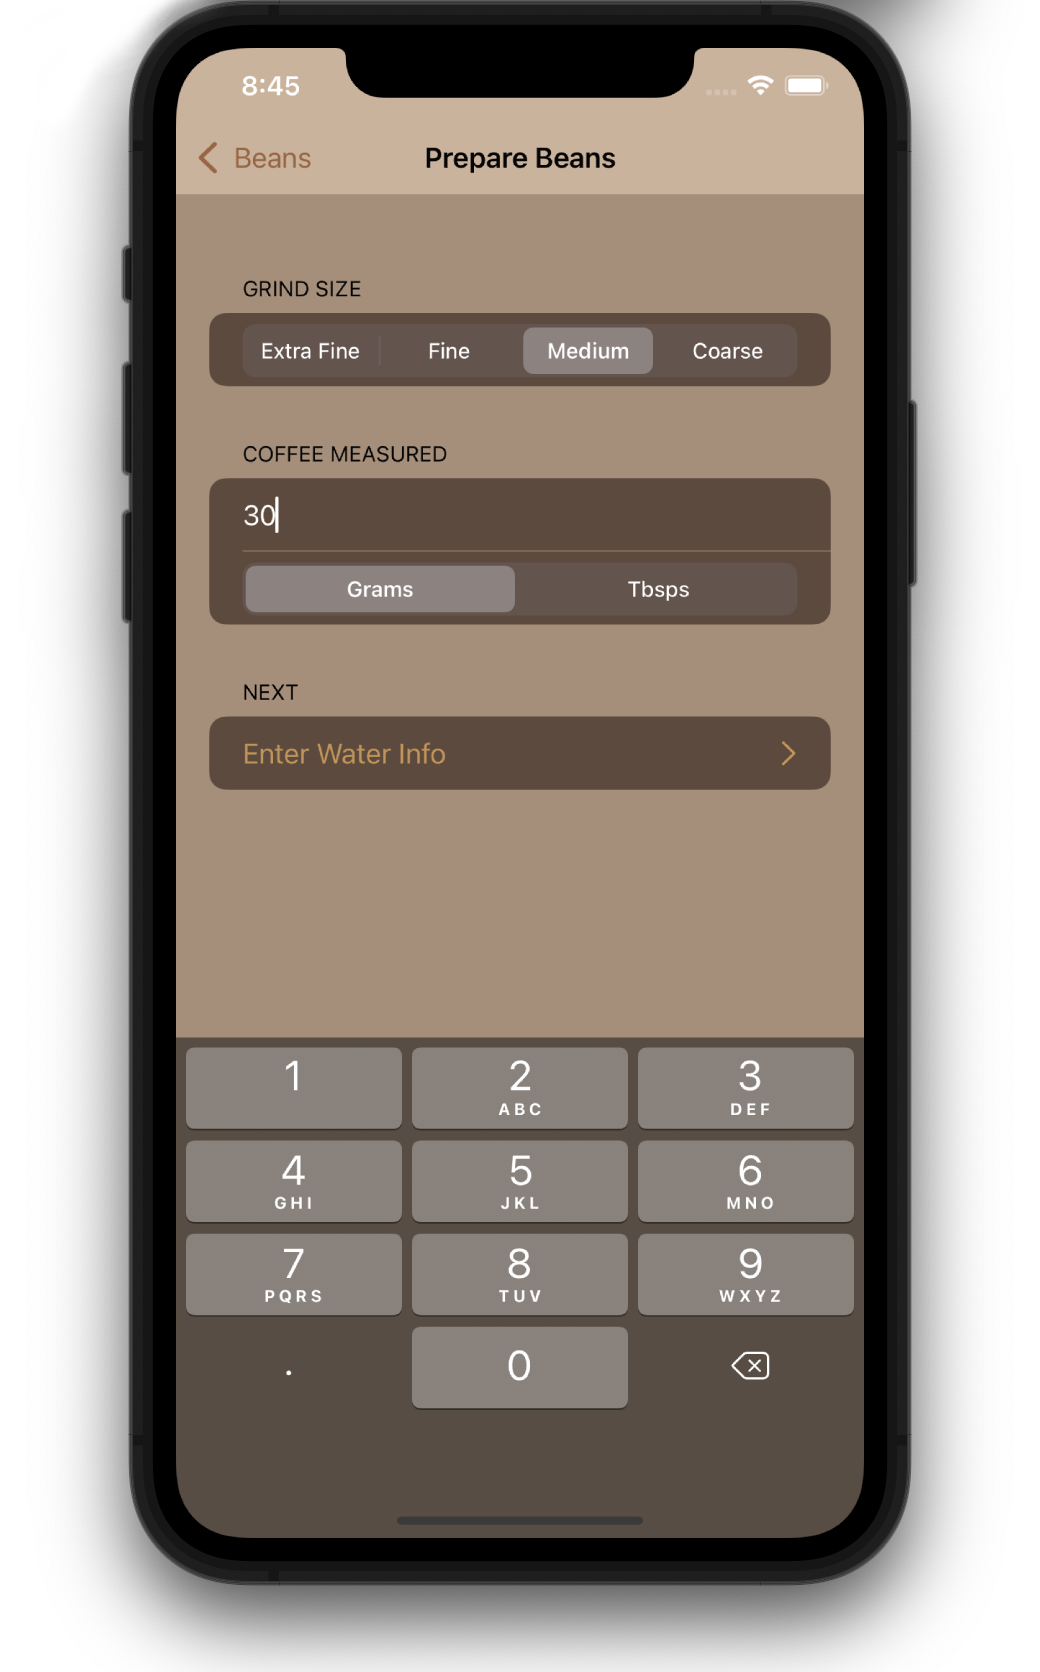 8:45
Beans Prepare Beans
GRIND SIZE
Extra Fine Fine Medium Coarse
COFFEE MEASURED
30
Grams Tbsps
NEXT
Enter Water Info
1 2 3
ABC DEF
4 5 6
GHI JKL MNO
7 8 9
PQRS TUV WXYZ
. 0